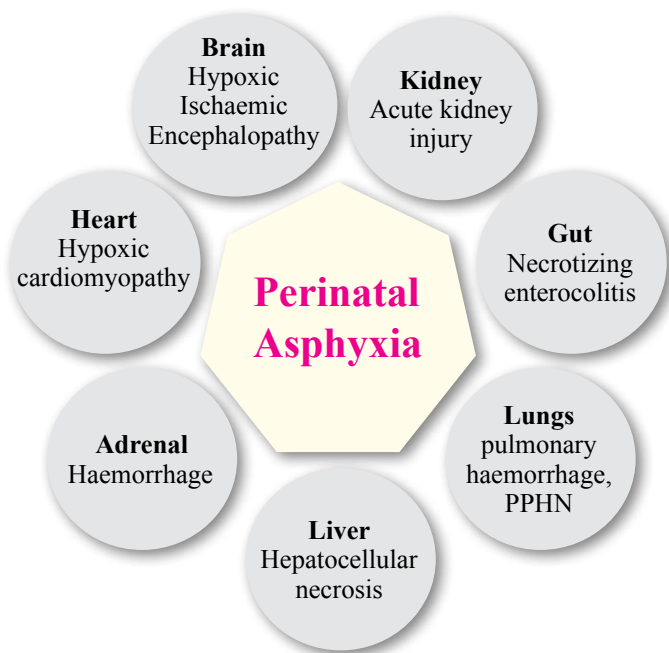 Brain
Hypoxic
Ischaemic
Encephalopathy
Kidney
Acute kidney
injury
Heart
Hypoxic
cardiomyopathy
Gut
Necrotizing
enterocolitis
Perinatal
Asphyxia
Adrenal
Haemorrhage
Lungs
pulmonary
haemorrhage,
PPHN
Liver
Hepatocellular
necrosis